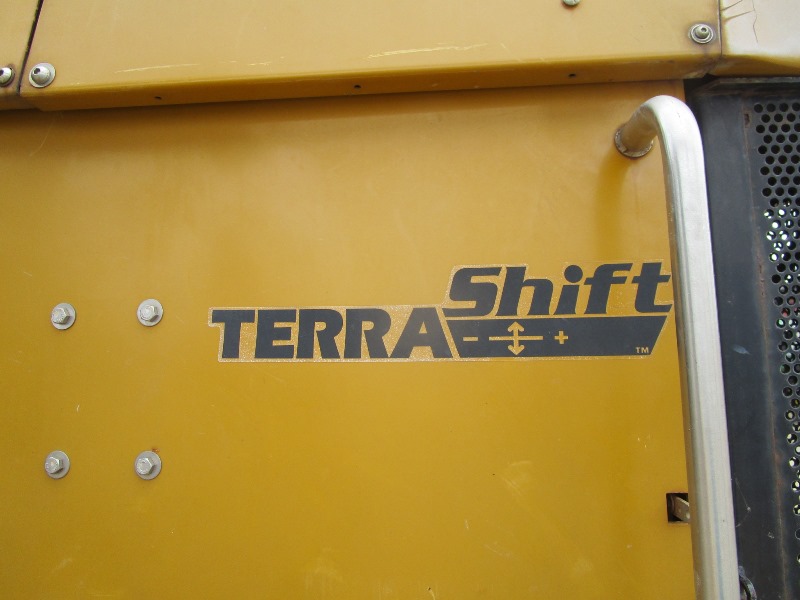 TERRA Shift
- +
TM